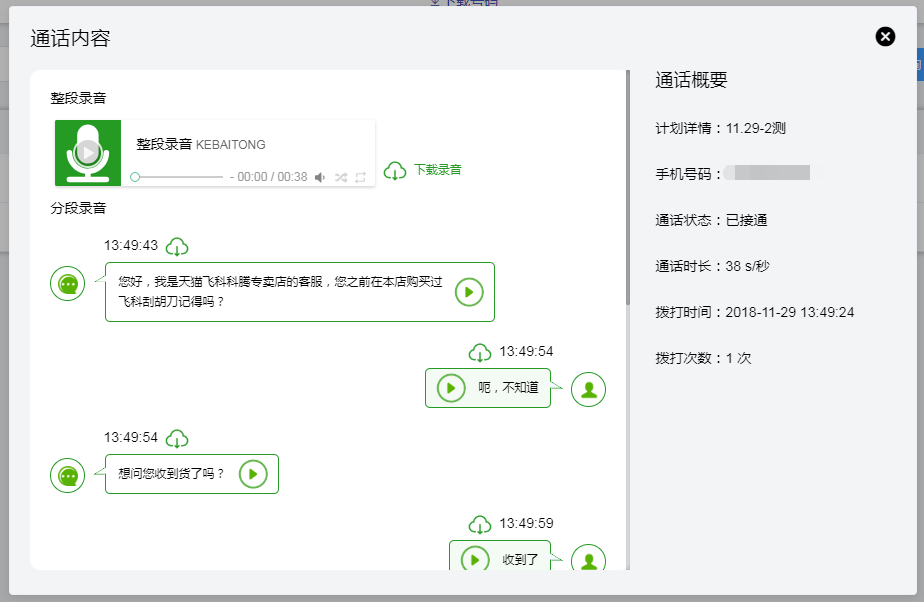 下载号码
通话内容
整段录音
整段录音 KEBAITONG
- 00:00 / 00:38
下载录音
分段录音
13:49:43
您好，我是天猫飞科科腾专卖店的客服，您之前在本店购买过
飞科刮胡刀记得吗？
13:49:54
呃，不知道
13:49:54
想问您收到货了吗？
13:49:59
收到了
通话概要
计划详情：11.29-2测
手机号码：
通话状态：已接通
通话时长：38 s/秒
拨打时间：2018-11-29 13:49:24
拨打次数：1 次